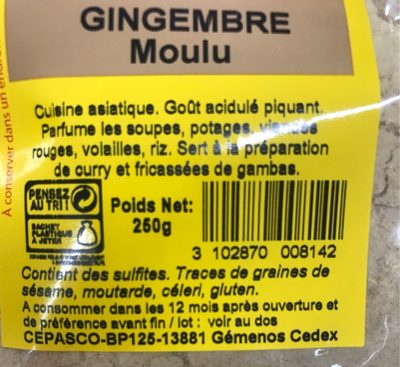 GINGEMBRE
Moulu
Cuisine asiatique. Goût acidulé piquant.
Parfume les soupes, potages, viandes
rouges, volailles, riz. Sert à la préparation
de curry et fricassées de gambas.
A conserver dans un
PENSEZ
AU TRI !
SACHET
PLASTIQUE
A JETER
Poids Net:
250g
3 102870 008142
Contient des sulfites. Traces de graines de
sésame, moutarde, céleri, gluten.
A consommer dans les 12 mois après ouverture et
de préférence avant fin / lot : voir au dos
CEPASCO-BP125-13881 Gémenos Cedex